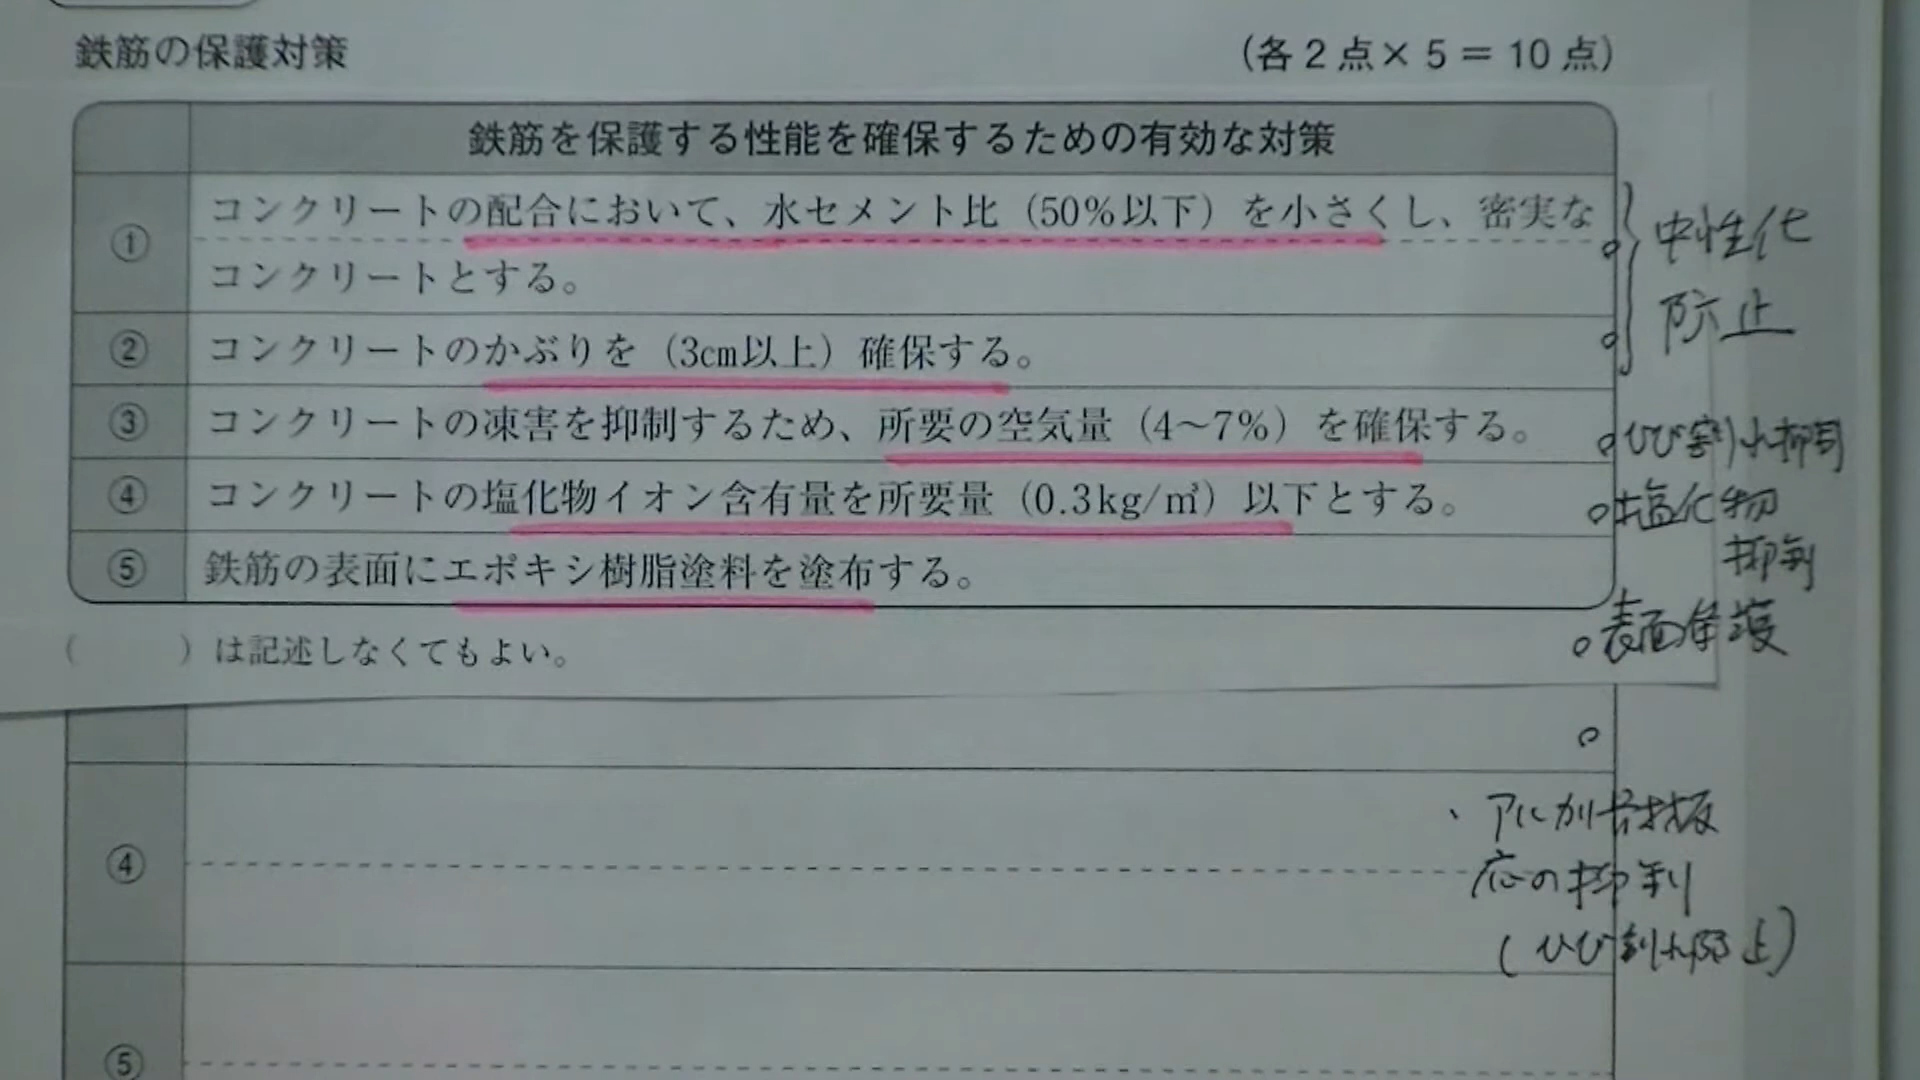 鉄筋の保護対策 (各2点×5=10点)
鉄筋を保護する性能を確保するための有効な対策
① コンクリートの配合において、水セメント比(50%以下)を小さくし、密実な
コンクリートとする。
中性化
防止
② コンクリートのかぶりを(3cm以上)確保する。
③ コンクリートの凍害を抑制するため、所要の空気量(4〜7%)を確保する。
ひび割れ抑制
④ コンクリートの塩化物イオン含有量を所要量(0.3kg/㎥)以下とする。
塩化物
抑制
⑤ 鉄筋の表面にエポキシ樹脂塗料を塗布する。
表面保護
( )は記述しなくてもよい。
④
、アルカリ骨材反
応の抑制
(ひび割れ防止)
⑤